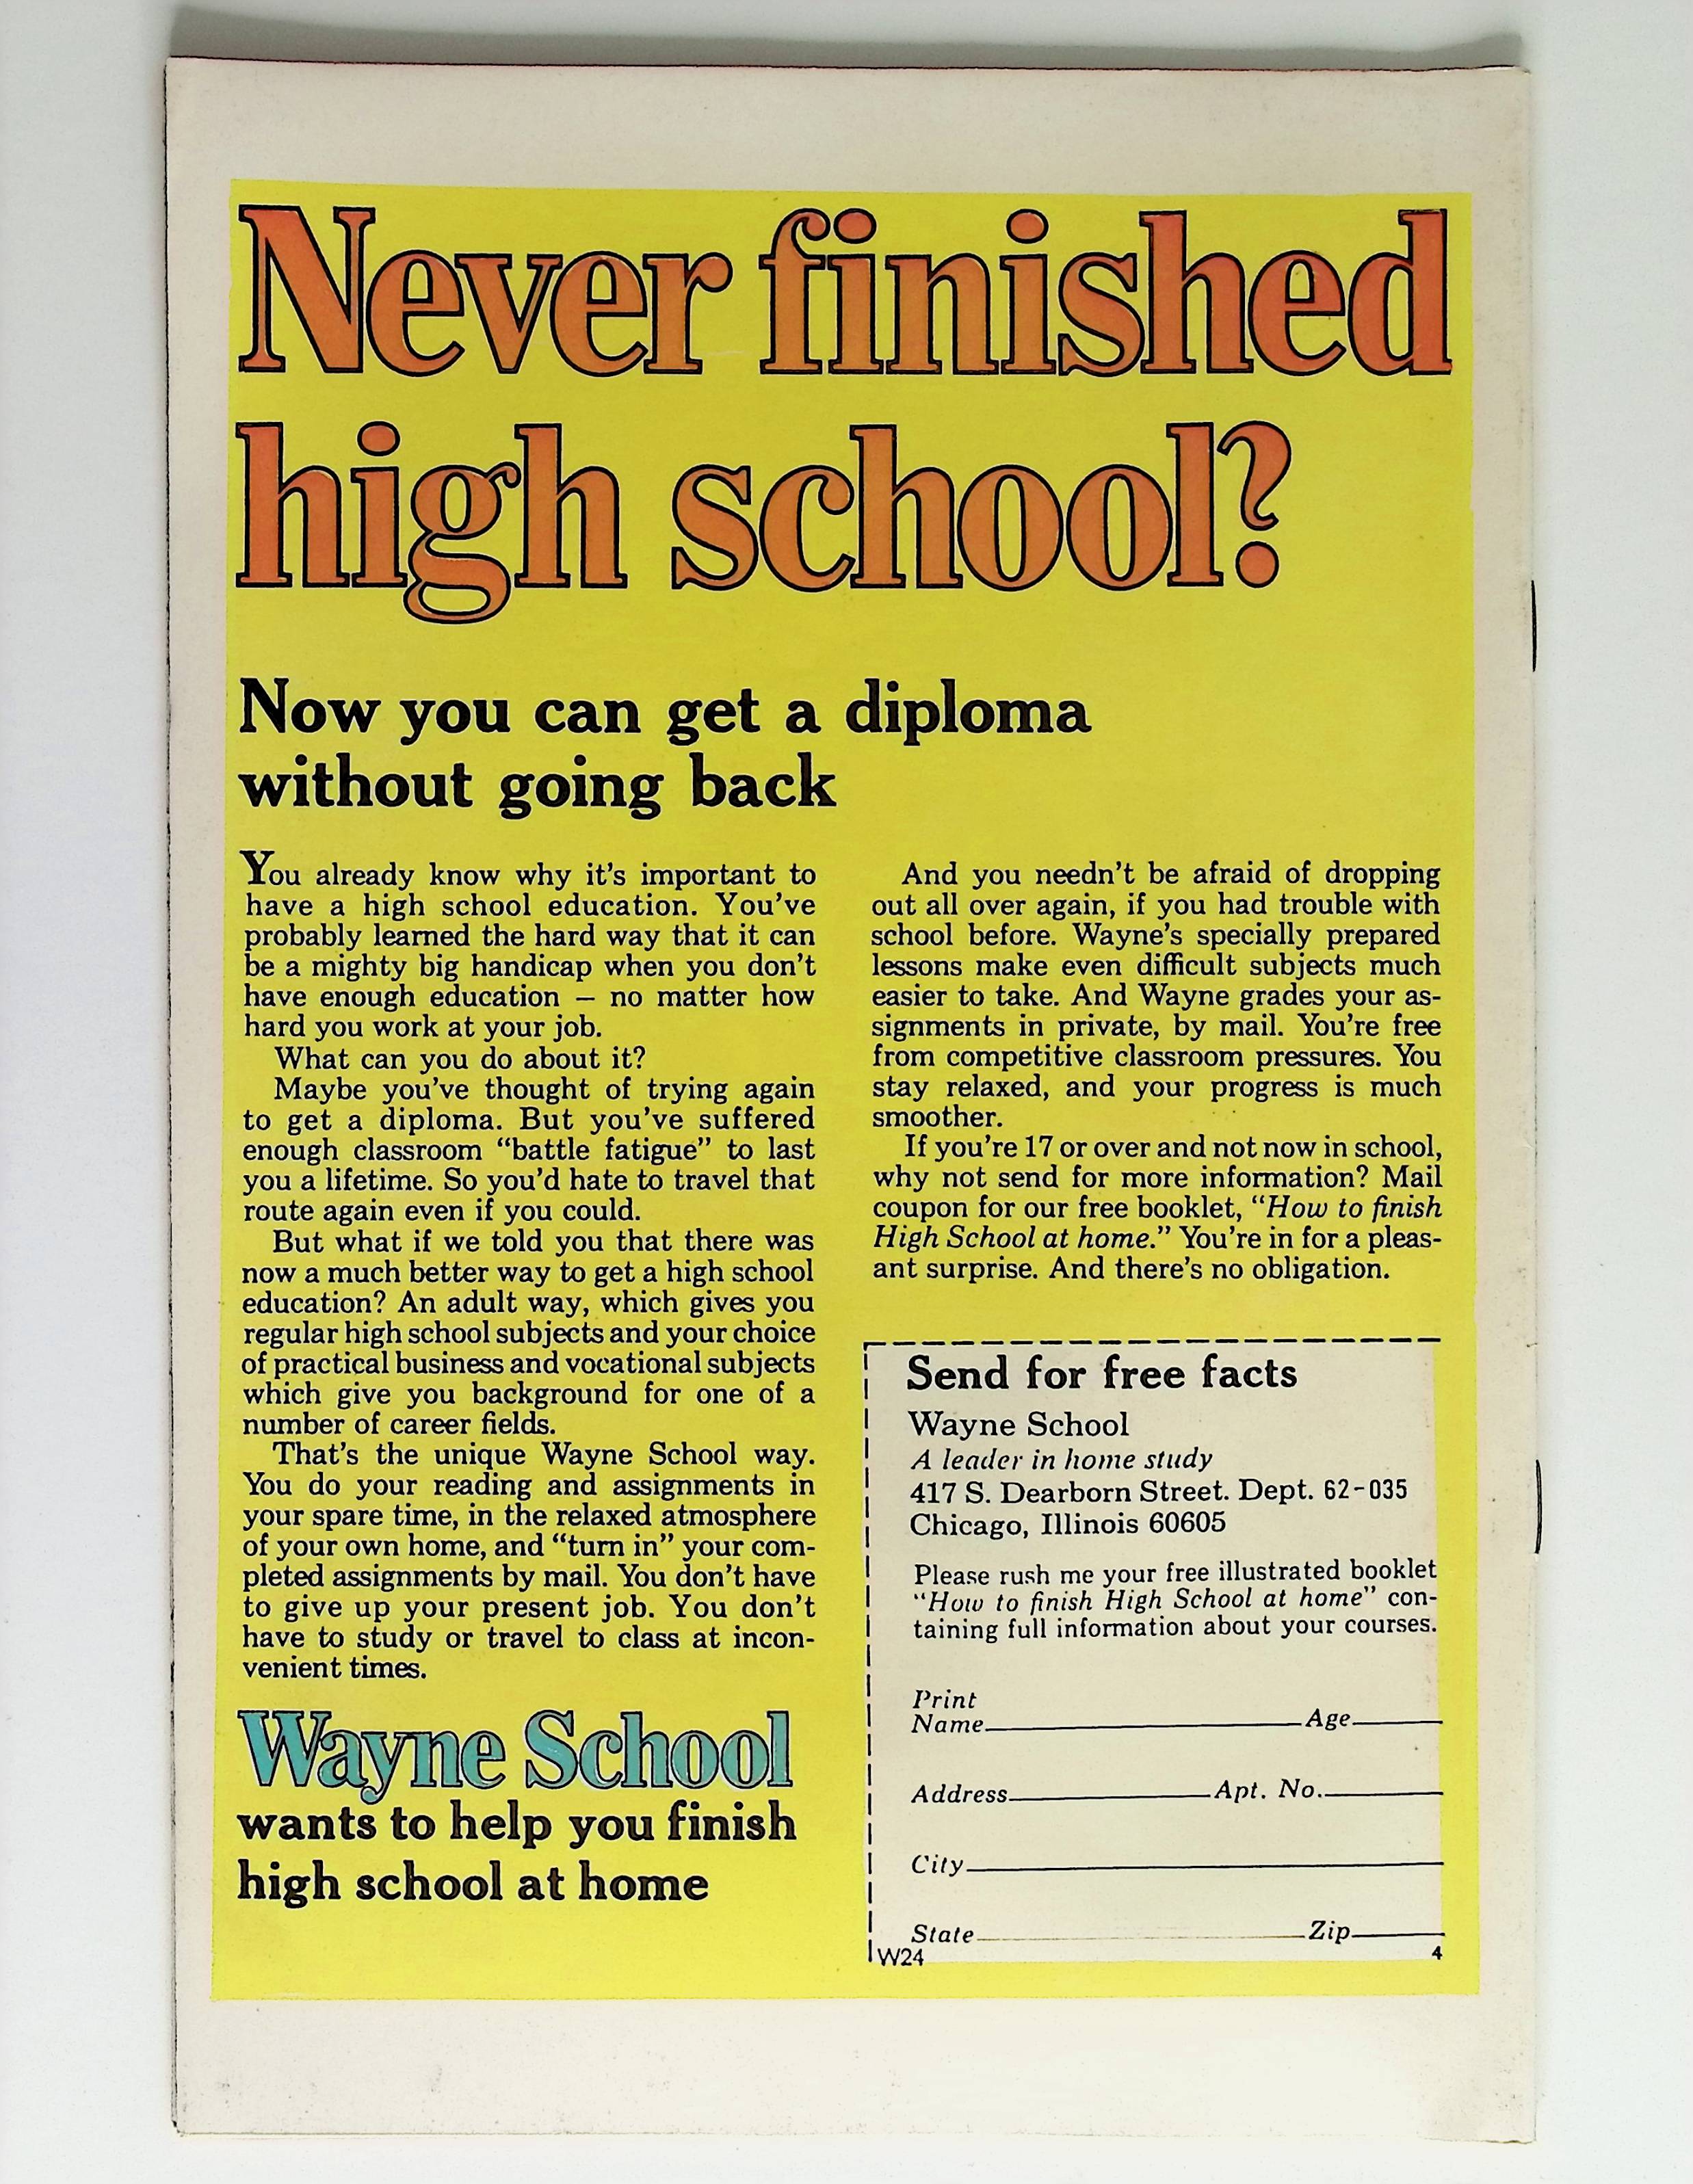 Never finished
high school?
Now you can get a diploma
without going back
You already know why it's important to
have a high school education. You've
probably learned the hard way that it can
be a mighty big handicap when you don't
have enough education – no matter how
hard you work at your job.
What can you do about it?
Maybe you've thought of trying again
to get a diploma. But you've suffered
enough classroom “battle fatigue” to last
you a lifetime. So you'd hate to travel that
route again even if you could.
But what if we told you that there was
now a much better way to get a high school
education? An adult way, which gives you
regular high school subjects and your choice
of practical business and vocational subjects
which give you background for one of a
number of career fields.
That's the unique Wayne School way.
You do your reading and assignments in
your spare time, in the relaxed atmosphere
of your own home, and “turn in” your com-
pleted assignments by mail. You don't have
to give up your present job. You don't
have to study or travel to class at incon-
venient times.
Wayne School
wants to help you finish
high school at home
And you needn't be afraid of dropping
out all over again, if you had trouble with
school before. Wayne's specially prepared
lessons make even difficult subjects much
easier to take. And Wayne grades your as-
signments in private, by mail. You're free
from competitive classroom pressures. You
stay relaxed, and your progress is much
smoother.
If you're 17 or over and not now in school,
why not send for more information? Mail
coupon for our free booklet, “How to finish
High School at home.” You're in for a pleas-
ant surprise. And there's no obligation.
Send for free facts
Wayne School
A leader in home study
417 S. Dearborn Street. Dept. 62-035
Chicago, Illinois 60605
Please rush me your free illustrated booklet
“How to finish High School at home” con-
taining full information about your courses.
Print
Name Age
Address Apt. No.
City
State Zip
W24 4